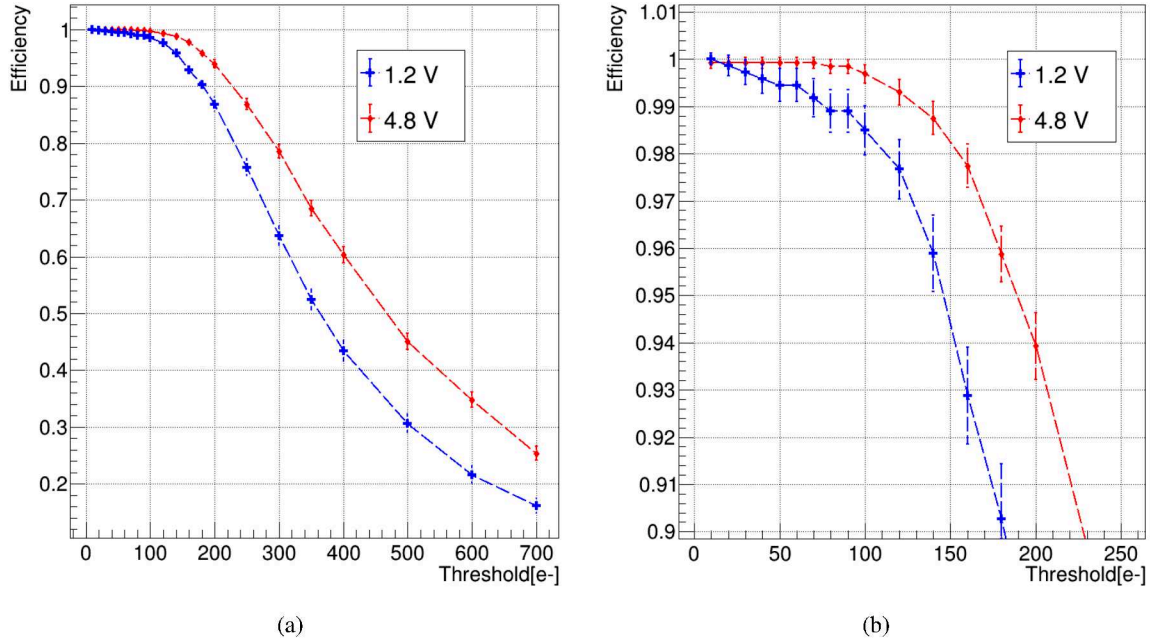 Efficiency
1
0.9
0.8
0.7
0.6
0.5
0.4
0.3
0.2
1.2 V
4.8 V
0 100 200 300 400 500 600 700
Threshold[e-]
(a)
Efficiency
1.01
1
0.99
0.98
0.97
0.96
0.95
0.94
0.93
0.92
0.91
0.9
1.2 V
4.8 V
0 50 100 150 200 250
Threshold[e-]
(b)